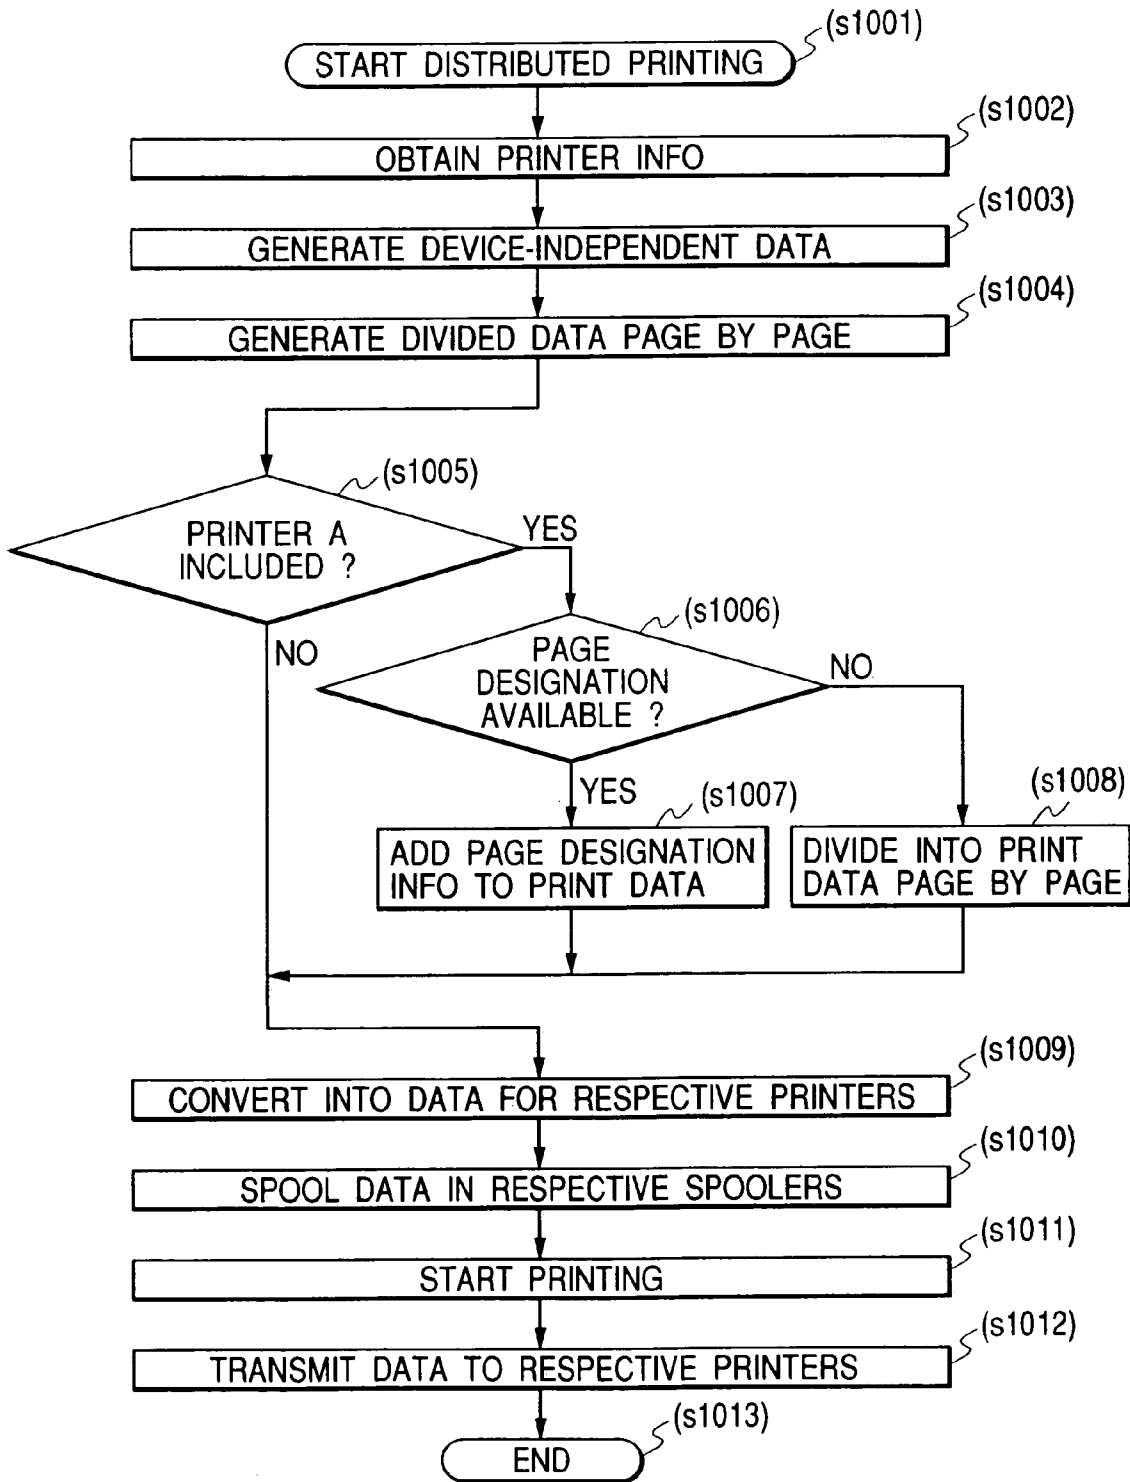 (s1001)
START DISTRIBUTED PRINTING
(s1002)
OBTAIN PRINTER INFO
(s1003)
GENERATE DEVICE-INDEPENDENT DATA
(s1004)
GENERATE DIVIDED DATA PAGE BY PAGE
(s1005)
PRINTER A
INCLUDED ?
YES
NO
(s1006)
PAGE
DESIGNATION
AVAILABLE ?
NO
YES
(s1007)
ADD PAGE DESIGNATION
INFO TO PRINT DATA
(s1008)
DIVIDE INTO PRINT
DATA PAGE BY PAGE
(s1009)
CONVERT INTO DATA FOR RESPECTIVE PRINTERS
(s1010)
SPOOL DATA IN RESPECTIVE SPOOLERS
(s1011)
START PRINTING
(s1012)
TRANSMIT DATA TO RESPECTIVE PRINTERS
(s1013)
END